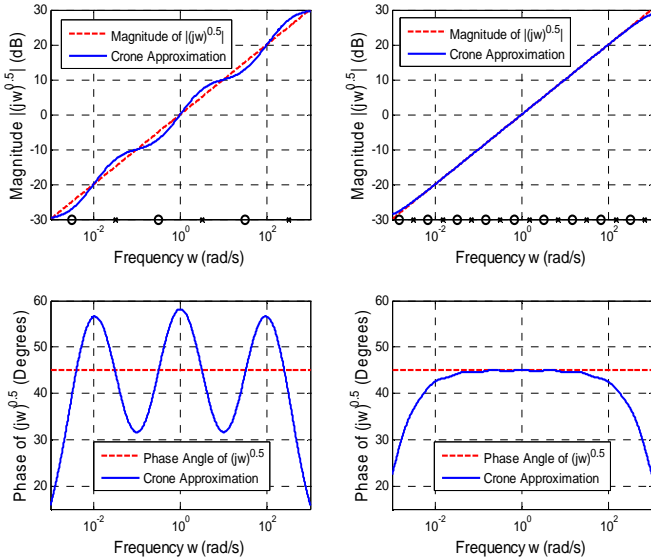 Magnitude |(jw)^0.5| (dB)
30
20
10
0
-10
-20
-30
Magnitude of |(jw)^0.5|
Crone Approximation
10^-2
10^0
10^2
Frequency w (rad/s)
Magnitude |(jw)^0.5| (dB)
30
20
10
0
-10
-20
-30
Magnitude of |(jw)^0.5|
Crone Approximation
10^-2
10^0
10^2
Frequency w (rad/s)
Phase of (jw)^0.5 (Degrees)
60
50
40
30
20
Phase Angle of (jw)^0.5
Crone Approximation
10^-2
10^0
10^2
Frequency w (rad/s)
Phase of (jw)^0.5 (Degrees)
60
50
40
30
20
Phase Angle of (jw)^0.5
Crone Approximation
10^-2
10^0
10^2
Frequency w (rad/s)